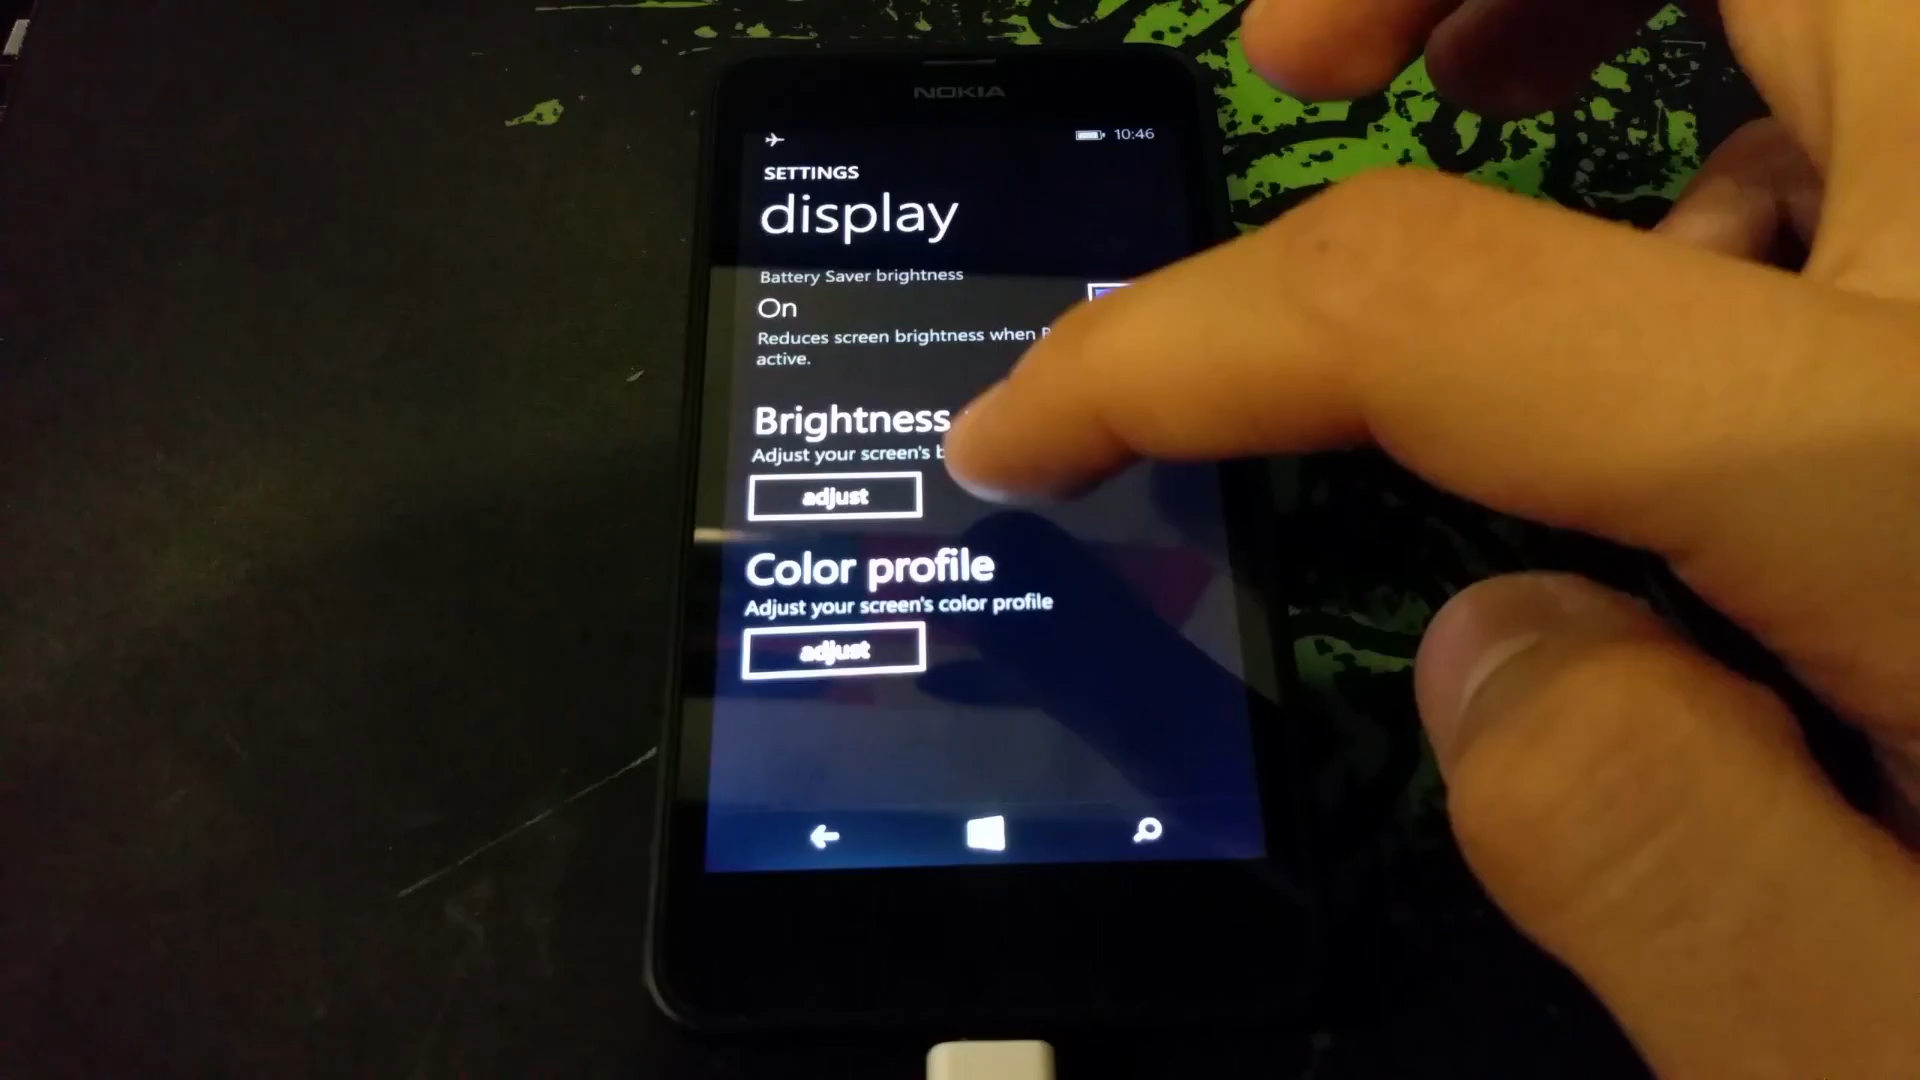 NOKIA
10:46
SETTINGS
display
Battery Saver brightness
On
Reduces screen brightness when
active.
Brightness
Adjust your screen's
adjust
Color profile
Adjust your screen's color profile
adjust